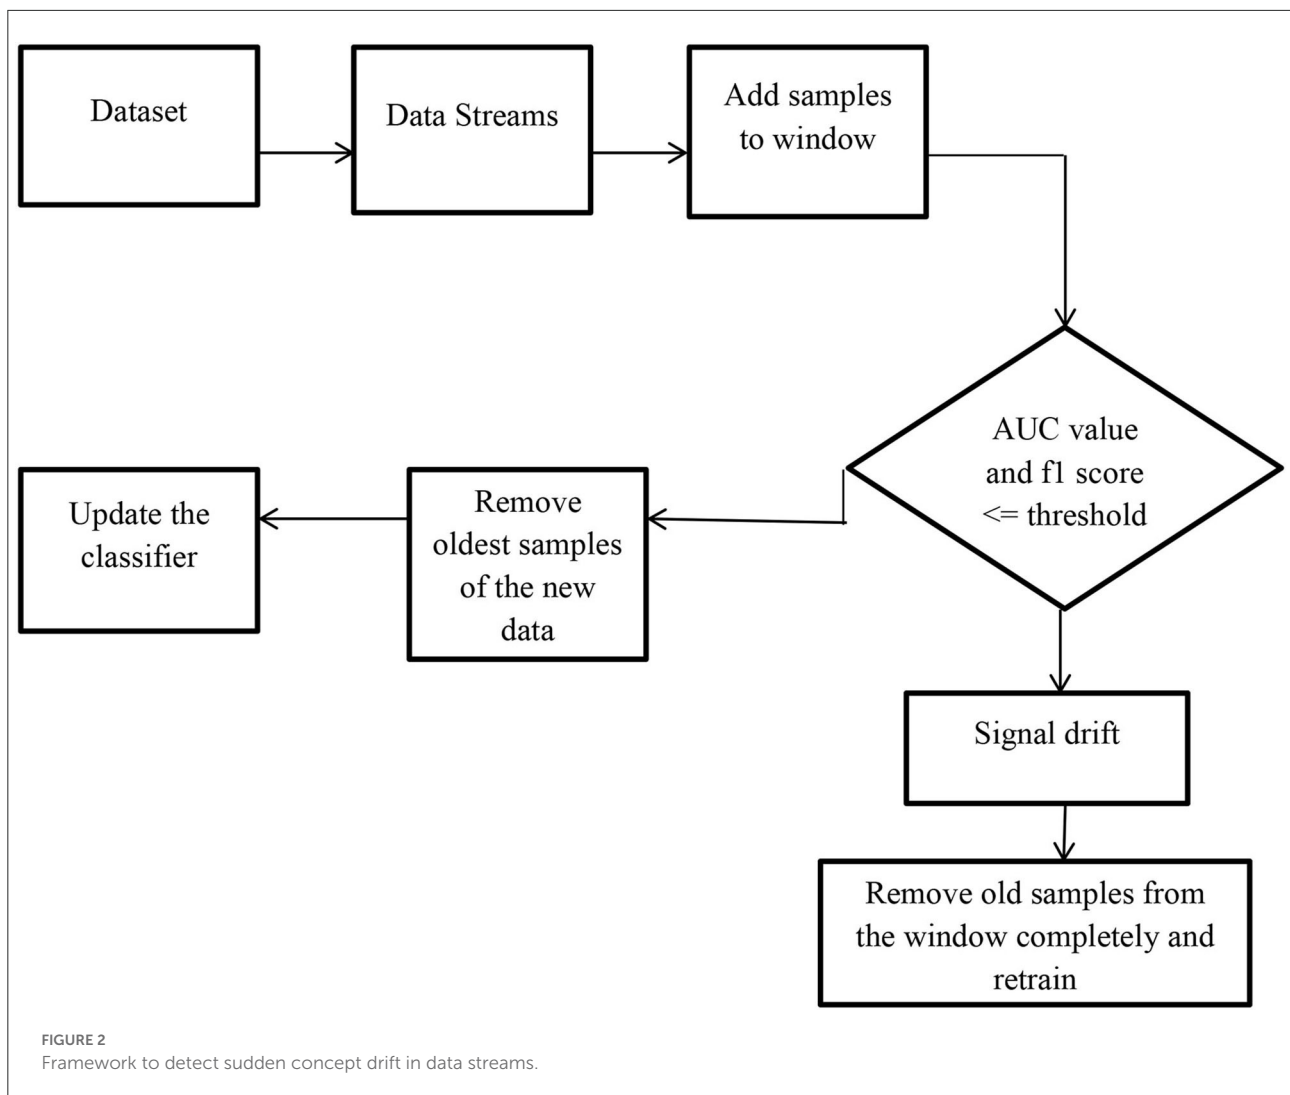 Dataset
Data Streams
Add samples
to window
AUC value
and f1 score
<= threshold
Remove
oldest samples
of the new
data
Update the
classifier
Signal drift
Remove old samples from
the window completely and
retrain
FIGURE 2
Framework to detect sudden concept drift in data streams.